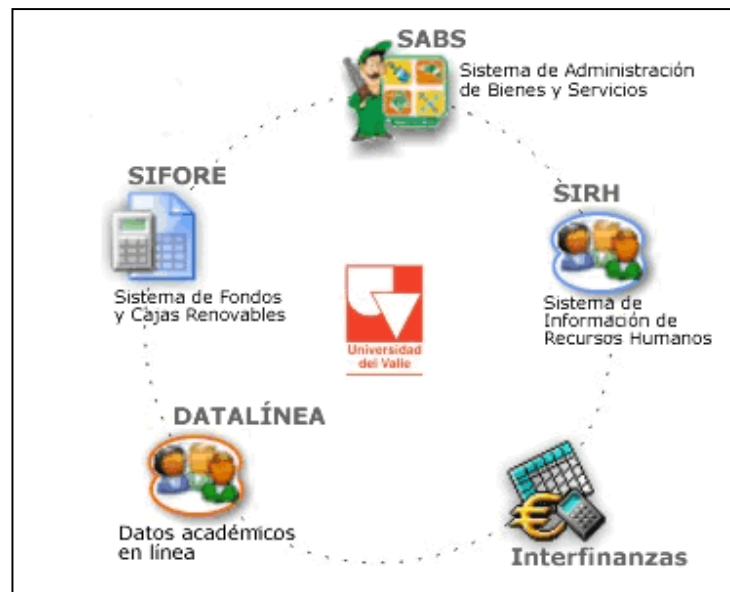 SABS
Sistema de Administración
de Bienes y Servicios
SIFORE
Sistema de Fondos
y Cajas Renovables
SIRH
Sistema de
Información de
Recursos Humanos
Universidad
del Valle
DATALÍNEA
Datos académicos
en línea
Interfinanzas